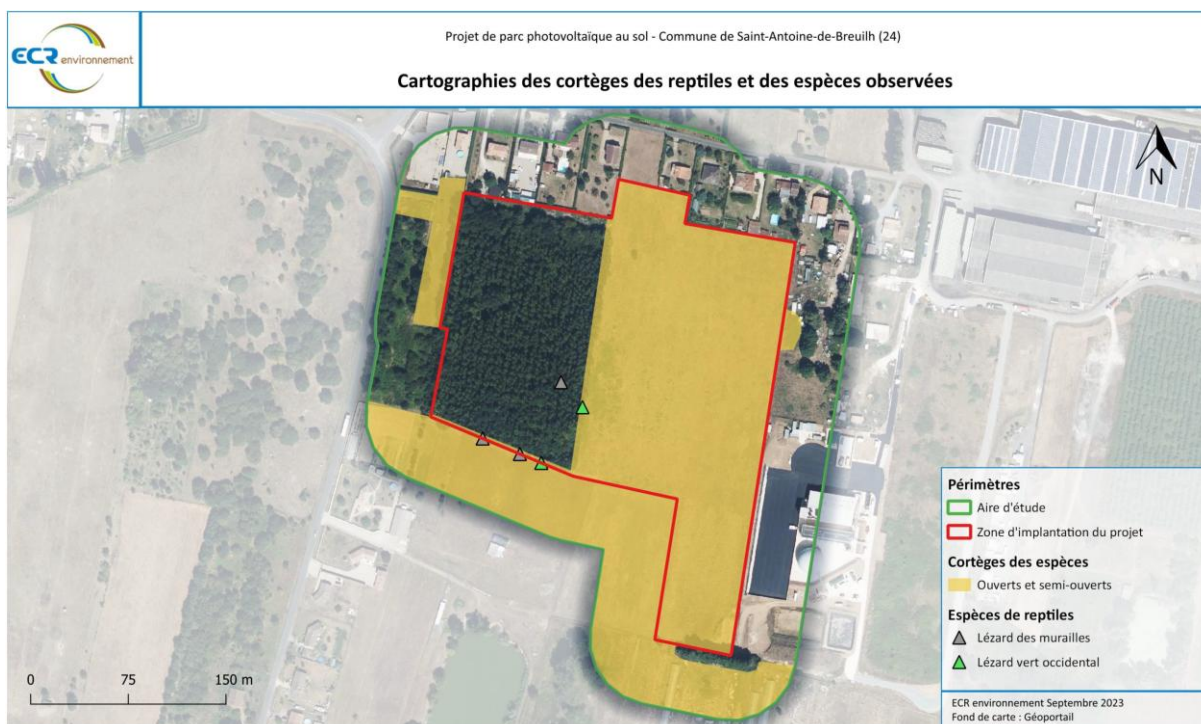 ECR environnement
Projet de parc photovoltaïque au sol - Commune de Saint-Antoine-de-Breuilh (24)
Cartographies des cortèges des reptiles et des espèces observées
N
Périmètres
Aire d'étude
Zone d'implantation du projet
Cortèges des espèces
Ouverts et semi-ouverts
Espèces de reptiles
Lézard des murailles
Lézard vert occidental
0 75 150 m
ECR environnement Septembre 2023
Fond de carte : Géoportail